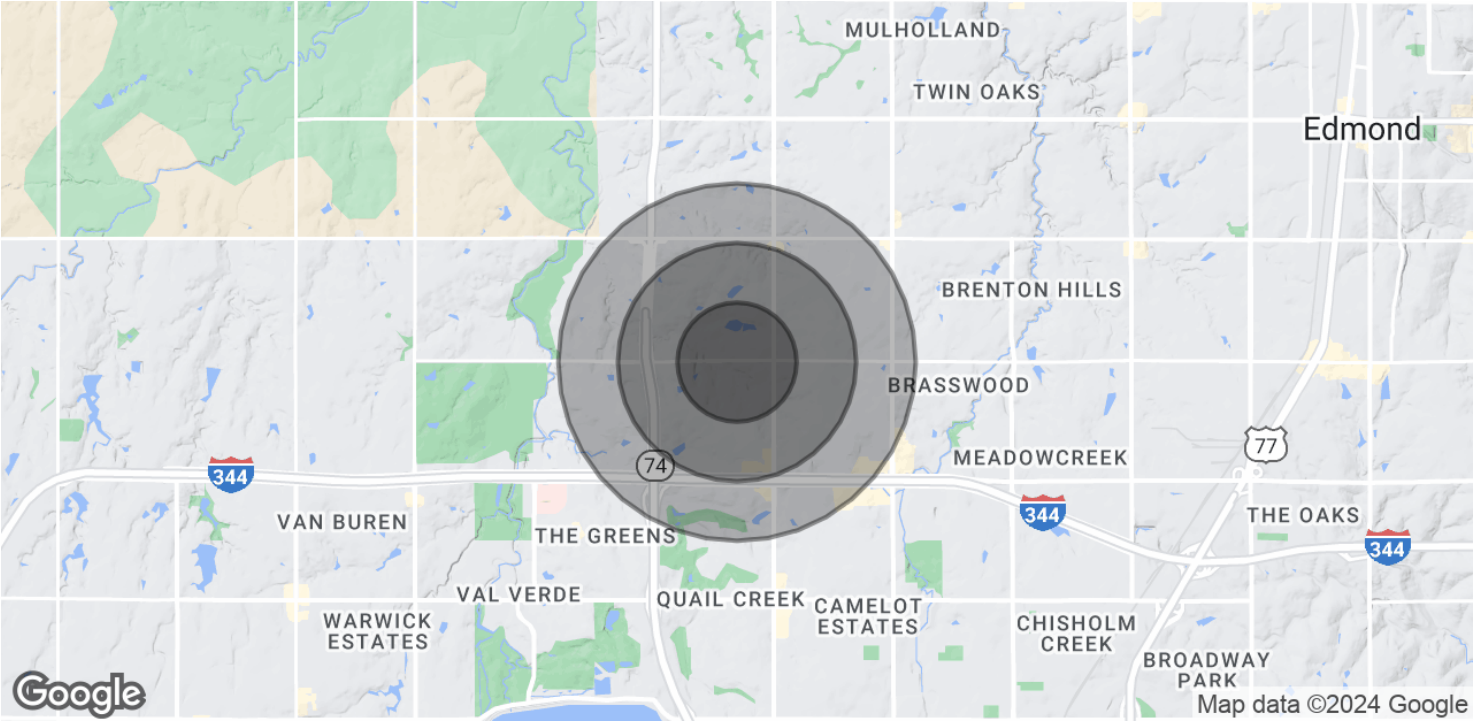 MULHOLLAND
TWIN OAKS
Edmond
BRENTON HILLS
BRASSWOOD
77
74
MEADOWCREEK
344
344
VAN BUREN
THE OAKS
THE GREENS
344
VAL VERDE
QUAIL CREEK
CAMELOT
ESTATES
WARWICK
ESTATES
CHISHOLM
CREEK
BROADWAY
PARK
Google
Map data ©2024 Google